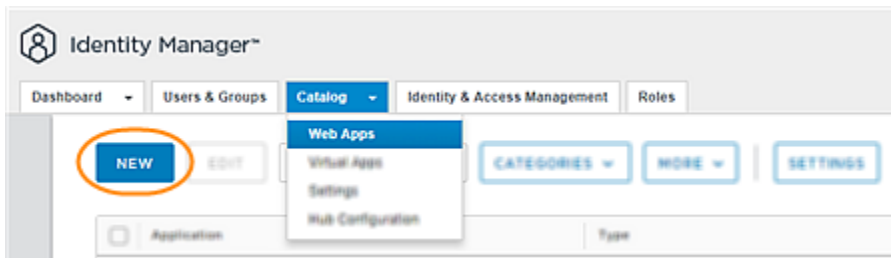 Identity Manager™
Dashboard Users & Groups Catalog Identity & Access Management Roles
Web Apps
NEW EDIT Virtual Apps CATEGORIES MORE SETTINGS
Settings
Hub Configuration
Application Type